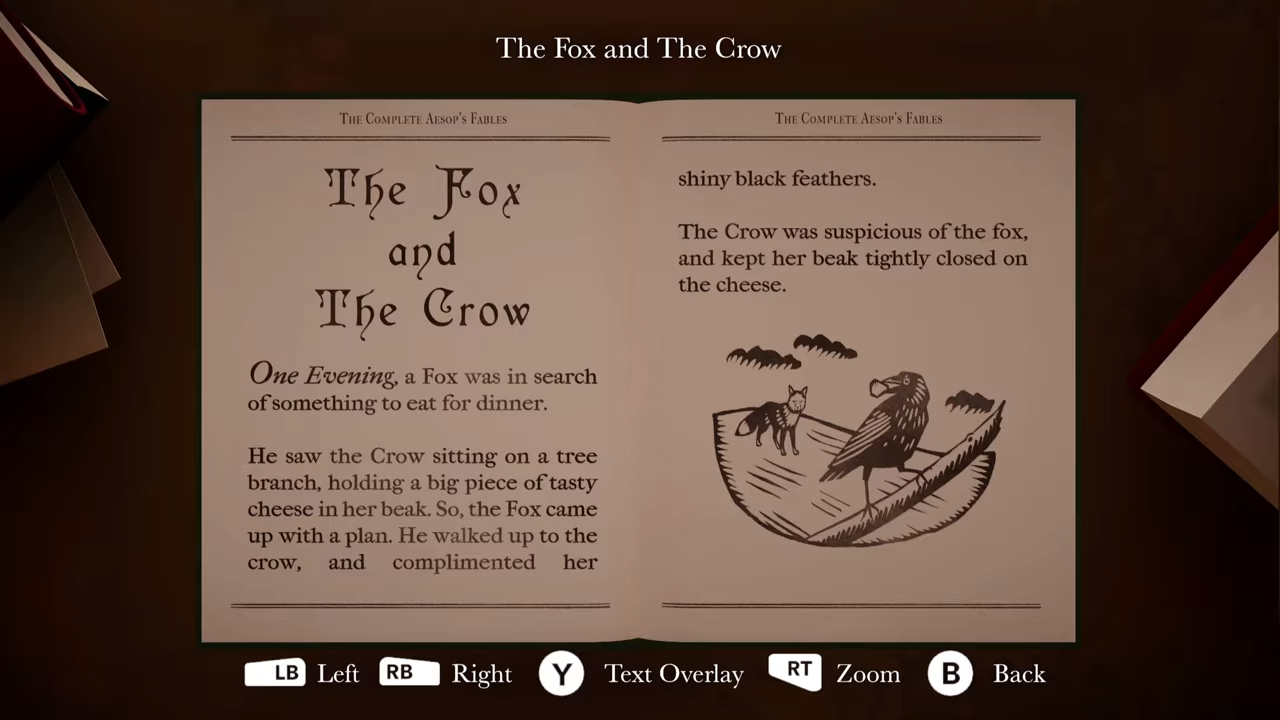 The Fox and The Crow
The Complete Aesop's Fables
The Fox
and
The Crow
One Evening, a Fox was in search
of something to eat for dinner.
He saw the Crow sitting on a tree
branch, holding a big piece of tasty
cheese in her beak. So, the Fox came
up with a plan. He walked up to the
crow, and complimented her
The Complete Aesop's Fables
shiny black feathers.
The Crow was suspicious of the fox,
and kept her beak tightly closed on
the cheese.
LB Left RB Right Y Text Overlay RT Zoom B Back